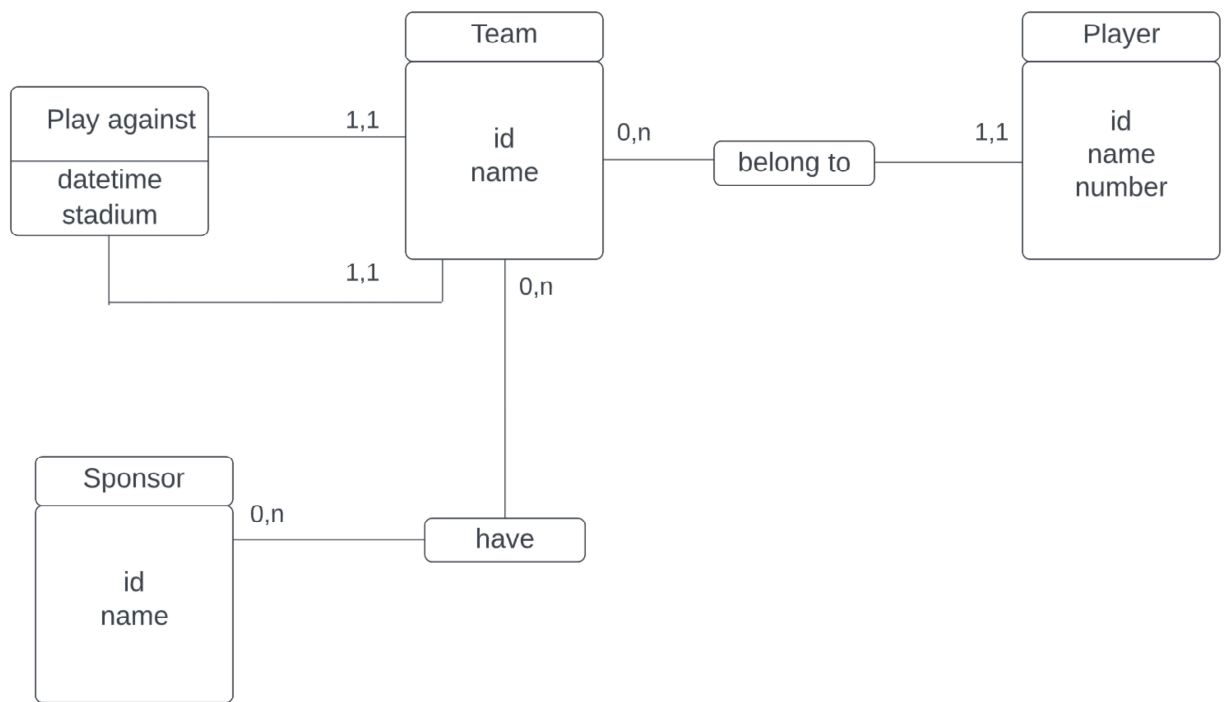 Team
id
name
Player
id
name
number
Play against
datetime
stadium
1,1
1,1
0,n
belong to
1,1
0,n
have
0,n
Sponsor
id
name